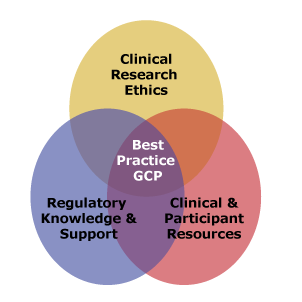 Clinical
Research
Ethics
Best
Practice
GCP
Regulatory
Knowledge &
Support
Clinical &
Participant
Resources